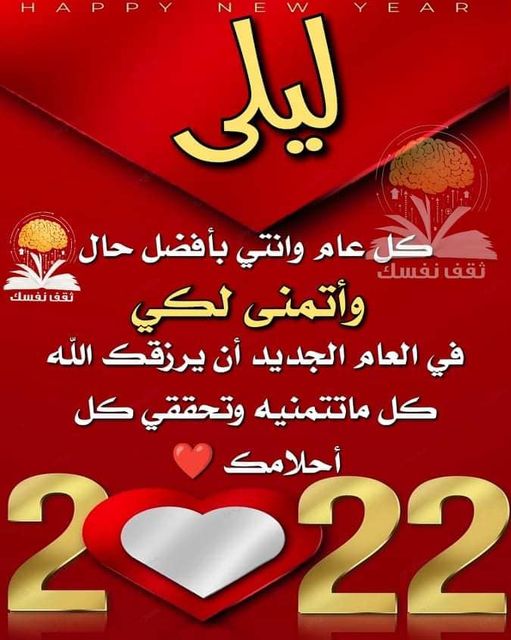 HAPPY NEW YEAR
ليلى
كل عام وانتي بأفضل حال
ثقف نفسك
ثقف نفسك
وأتمنى لكي
في العام الجديد أن يرزقك الله
كل ماتتمنيه وتحققي كل
أحلامك ❤️
2022